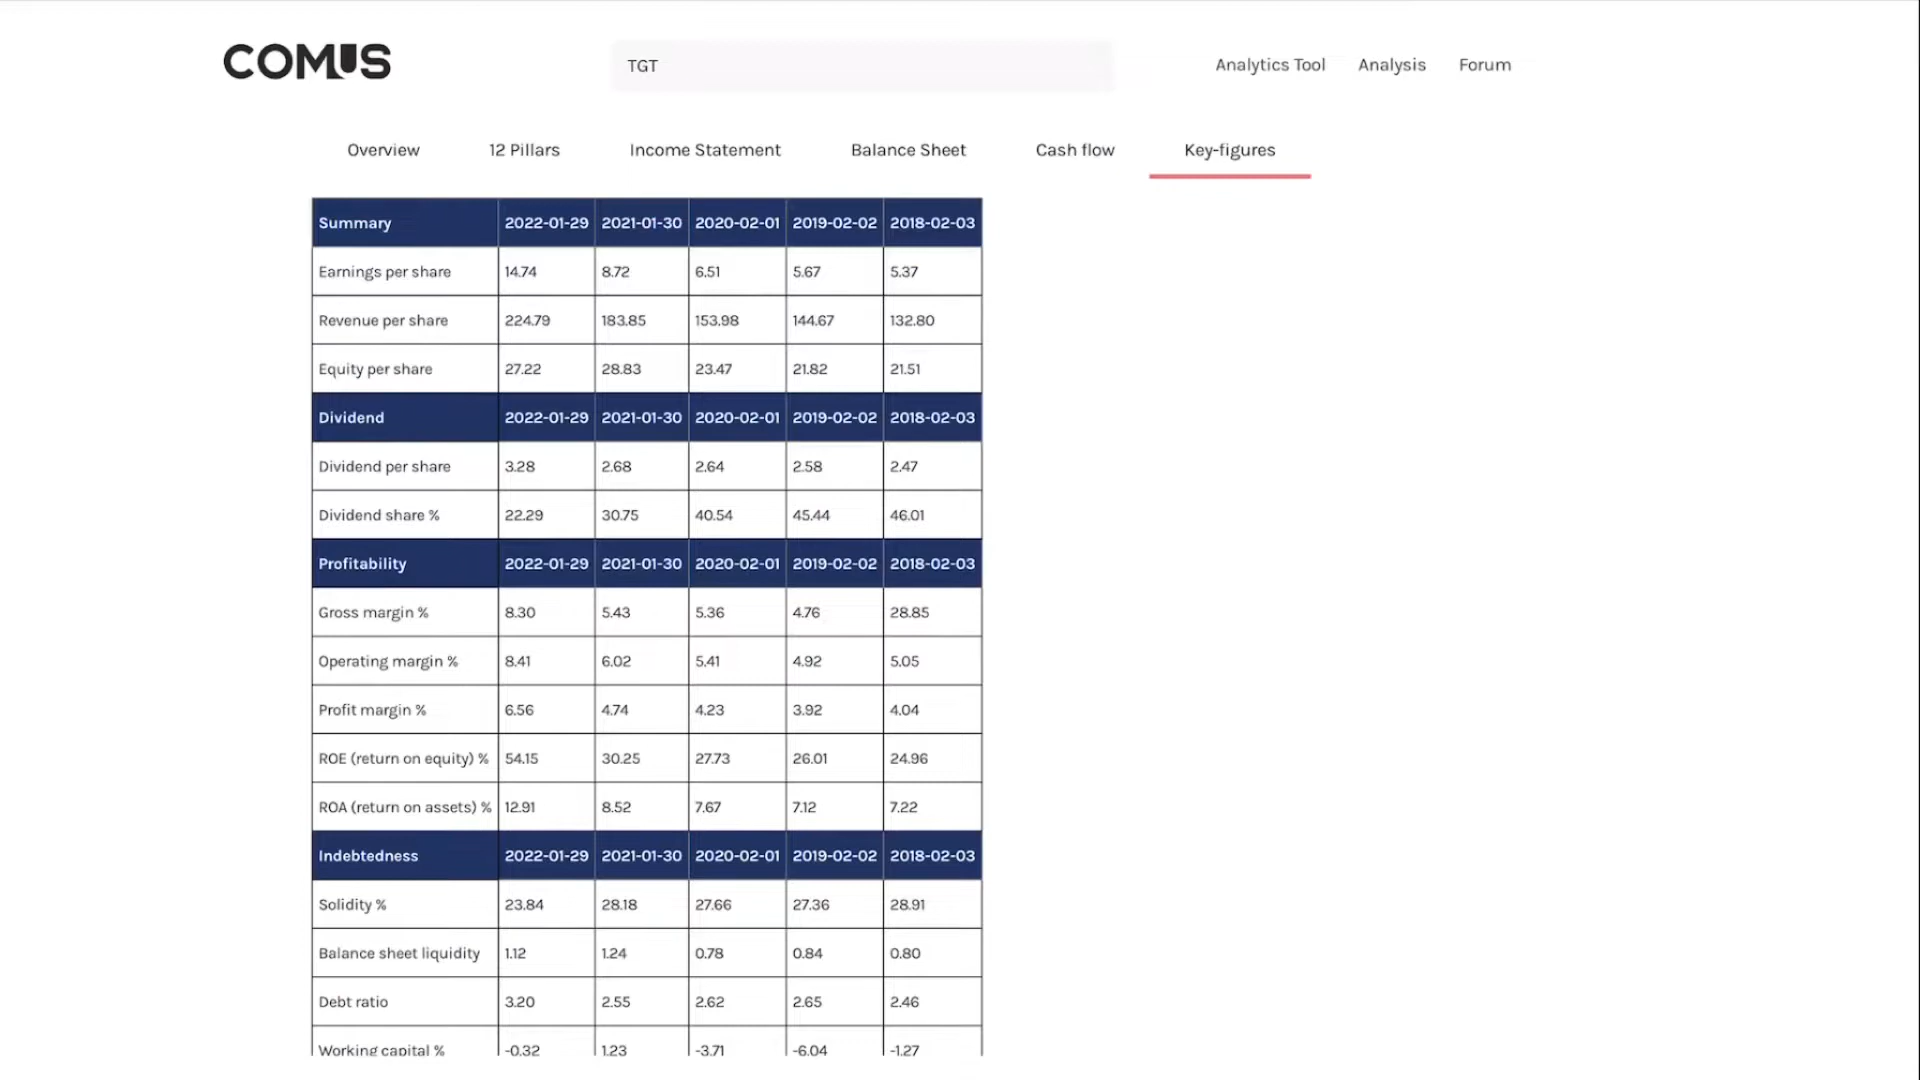 COMUS
TGT
Analytics Tool Analysis Forum
Overview 12 Pillars Income Statement Balance Sheet Cash flow Key-figures
Summary 2022-01-29 2021-01-30 2020-02-01 2019-02-02 2018-02-03
Earnings per share 14.74 8.72 6.51 5.67 5.37
Revenue per share 224.79 183.85 153.98 144.67 132.80
Equity per share 27.22 28.83 23.47 21.82 21.51
Dividend 2022-01-29 2021-01-30 2020-02-01 2019-02-02 2018-02-03
Dividend per share 3.28 2.68 2.64 2.58 2.47
Dividend share % 22.29 30.75 40.54 45.44 46.01
Profitability 2022-01-29 2021-01-30 2020-02-01 2019-02-02 2018-02-03
Gross margin % 8.30 5.43 5.36 4.76 28.85
Operating margin % 8.41 6.02 5.41 4.92 5.05
Profit margin % 6.56 4.74 4.23 3.92 4.04
ROE (return on equity) % 54.15 30.25 27.73 26.01 24.96
ROA (return on assets) % 12.91 8.52 7.67 7.12 7.22
Indebtedness 2022-01-29 2021-01-30 2020-02-01 2019-02-02 2018-02-03
Solidity % 23.84 28.18 27.66 27.36 28.91
Balance sheet liquidity 1.12 1.24 0.78 0.84 0.80
Debt ratio 3.20 2.55 2.62 2.65 2.46
Working capital % -0.32 1.23 -3.71 -6.04 -1.27